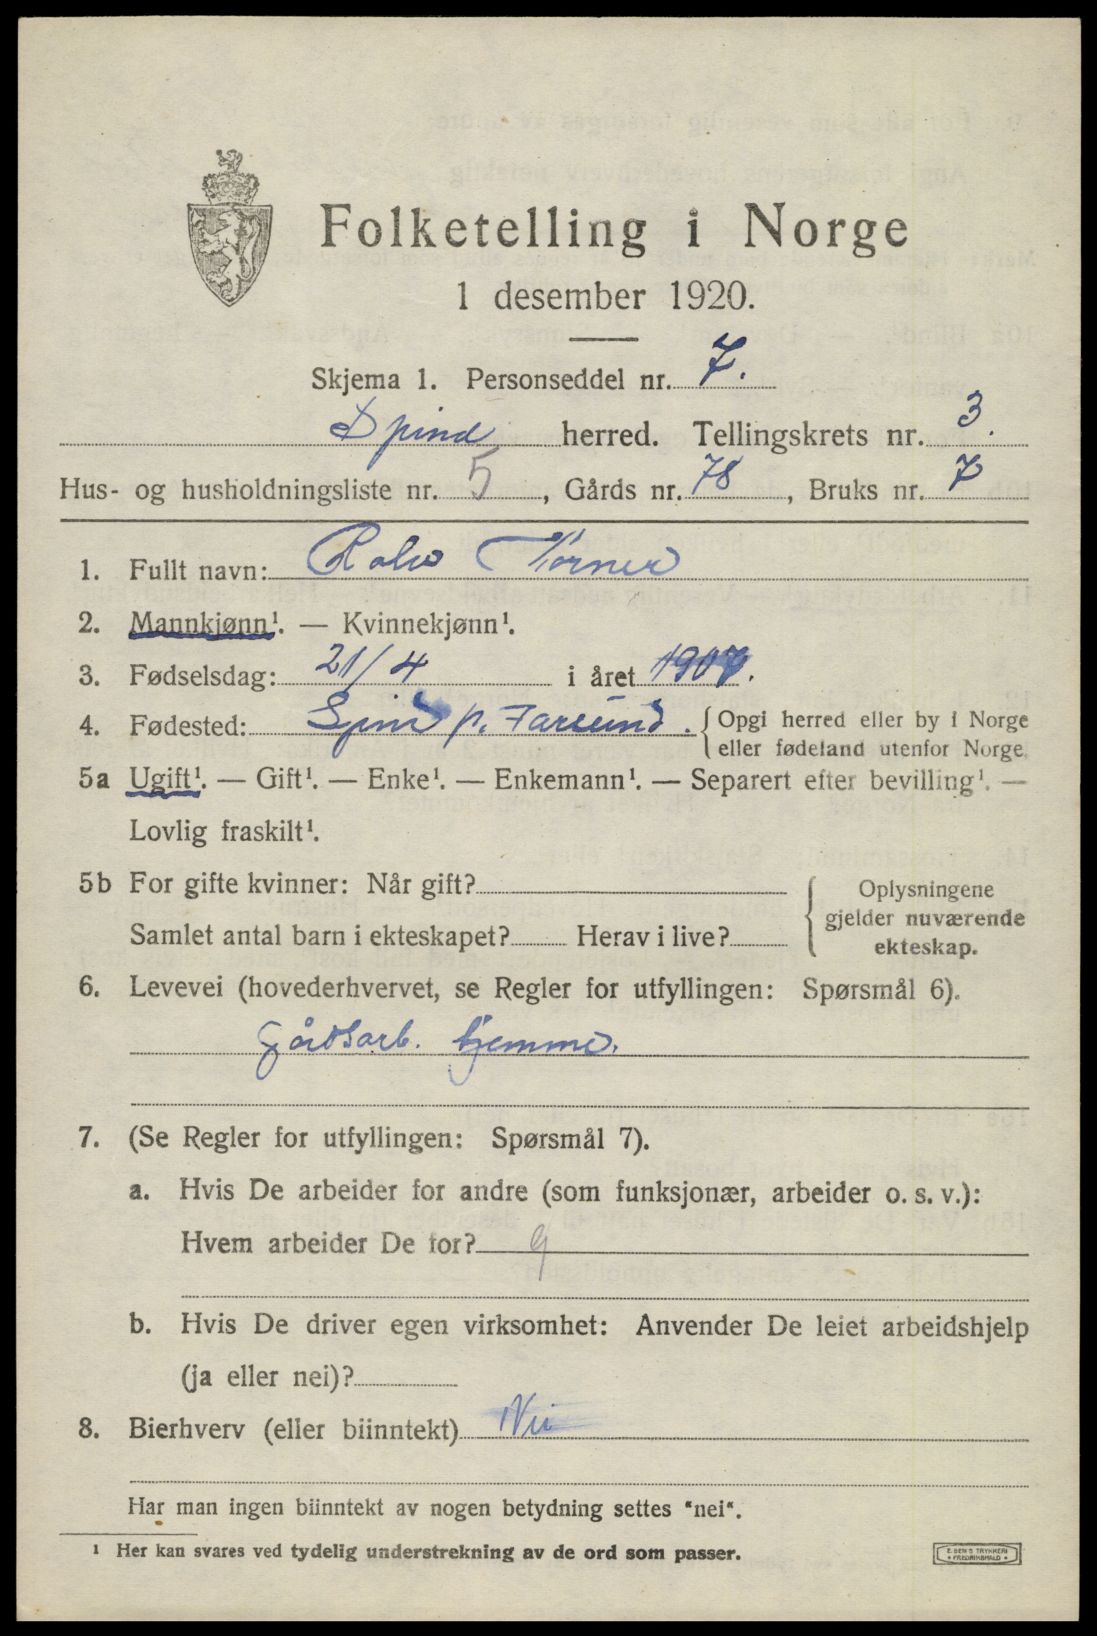 Folketelling i Norge
1 desember 1920.
Skjema 1. Personseddel nr. 7.
Spind herred. Tellingskrets nr. 3.
Hus- og husholdningsliste nr. 5, Gårds nr. 78, Bruks nr. 7
1. Fullt navn: Rolv Törner
2. Mannkjønn¹. — Kvinnekjønn¹.
3. Fødselsdag: 21/4 i året 1907.
4. Fødested: Spind p. Farsund. {Opgi herred eller by i Norge
eller fødeland utenfor Norge.
5a Ugift¹. — Gift¹. — Enke¹. — Enkemann¹. — Separert efter bevilling¹. —
Lovlig fraskilt¹.
5b For gifte kvinner: Når gift? { Oplysningene
gjelder nuværende
Samlet antal barn i ekteskapet? Herav i live? ekteskap.
6. Levevei (hovederhvervet, se Regler for utfyllingen: Spørsmål 6).
Gårdsarb. hjemme.
7. (Se Regler for utfyllingen: Spørsmål 7).
a. Hvis De arbeider for andre (som funksjonær, arbeider o. s. v.):
Hvem arbeider De for? g
b. Hvis De driver egen virksomhet: Anvender De leiet arbeidshjelp
(ja eller nei)?
8. Bierhverv (eller biinntekt) Nei
Har man ingen biinntekt av nogen betydning settes "nei".
¹ Her kan svares ved tydelig understrekning av de ord som passer.
E. SEM'S TRYKKERI
• FREDRIKSHALD •